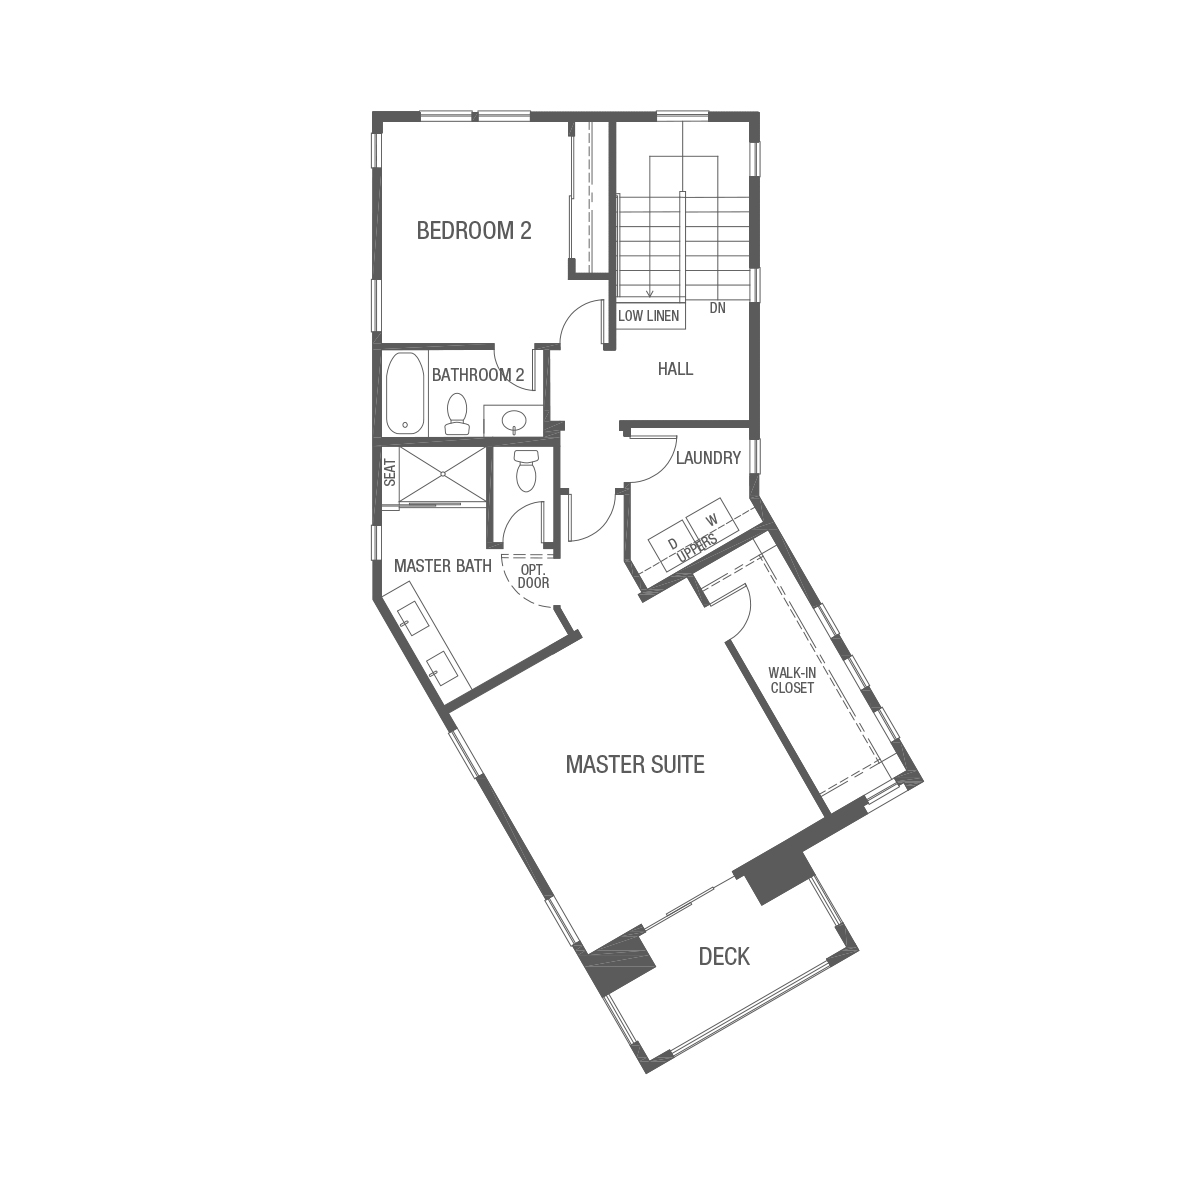 BEDROOM 2
DN
LOW LINEN
HALL
BATHROOM 2
LAUNDRY
SEAT
W
D
UPPERS
MASTER BATH
OPT.
DOOR
WALK-IN
CLOSET
MASTER SUITE
DECK